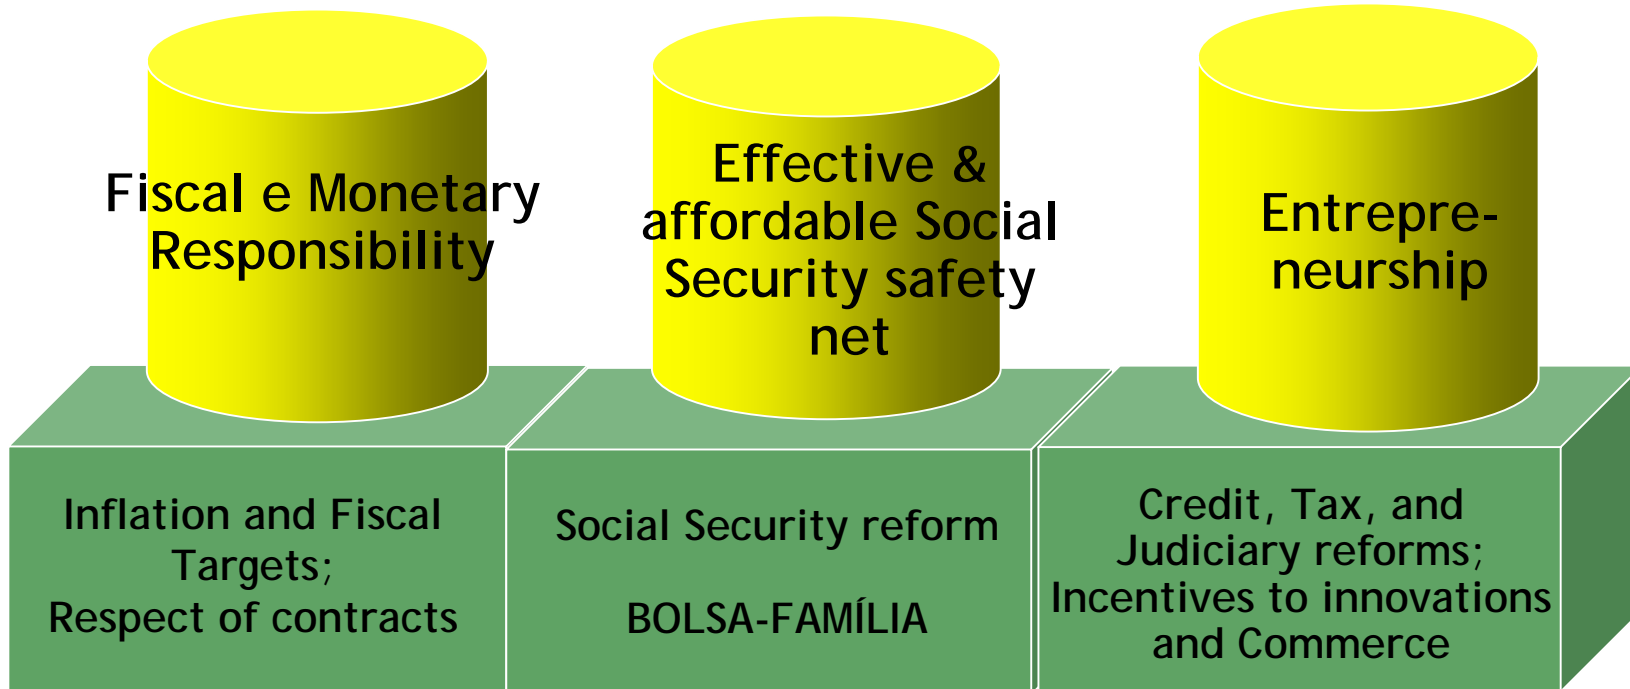 Fiscal e Monetary
Responsibility
Effective &
affordable Social
Security safety
net
Entrepre-
neurship
Inflation and Fiscal
Targets;
Respect of contracts
Social Security reform
BOLSA-FAMÍLIA
Credit, Tax, and
Judiciary reforms;
Incentives to innovations
and Commerce